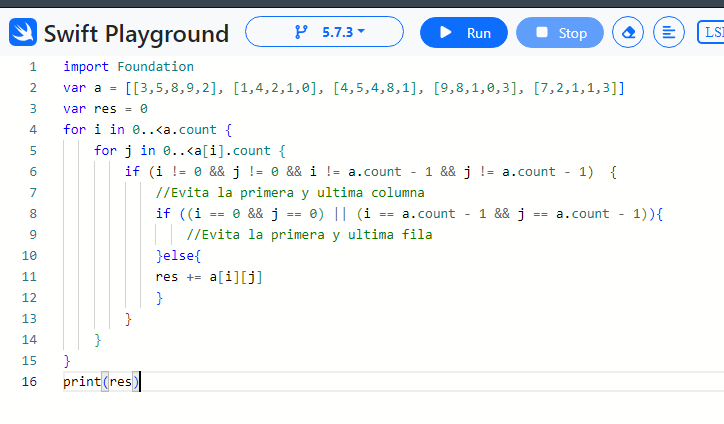 Swift Playground
5.7.3
Run
Stop
1 import Foundation
2 var a = [[3,5,8,9,2], [1,4,2,1,0], [4,5,4,8,1], [9,8,1,0,3], [7,2,1,1,3]]
3 var res = 0
4 for i in 0..<a.count {
5 for j in 0..<a[i].count {
6 if (i != 0 && j != 0 && i != a.count - 1 && j != a.count - 1)  {
7 //Evita la primera y ultima columna
8 if ((i == 0 && j == 0) || (i == a.count - 1 && j == a.count - 1)){
9 //Evita la primera y ultima fila
10 }else{
11 res += a[i][j]
12 }
13 }
14 }
15 }
16 print(res)